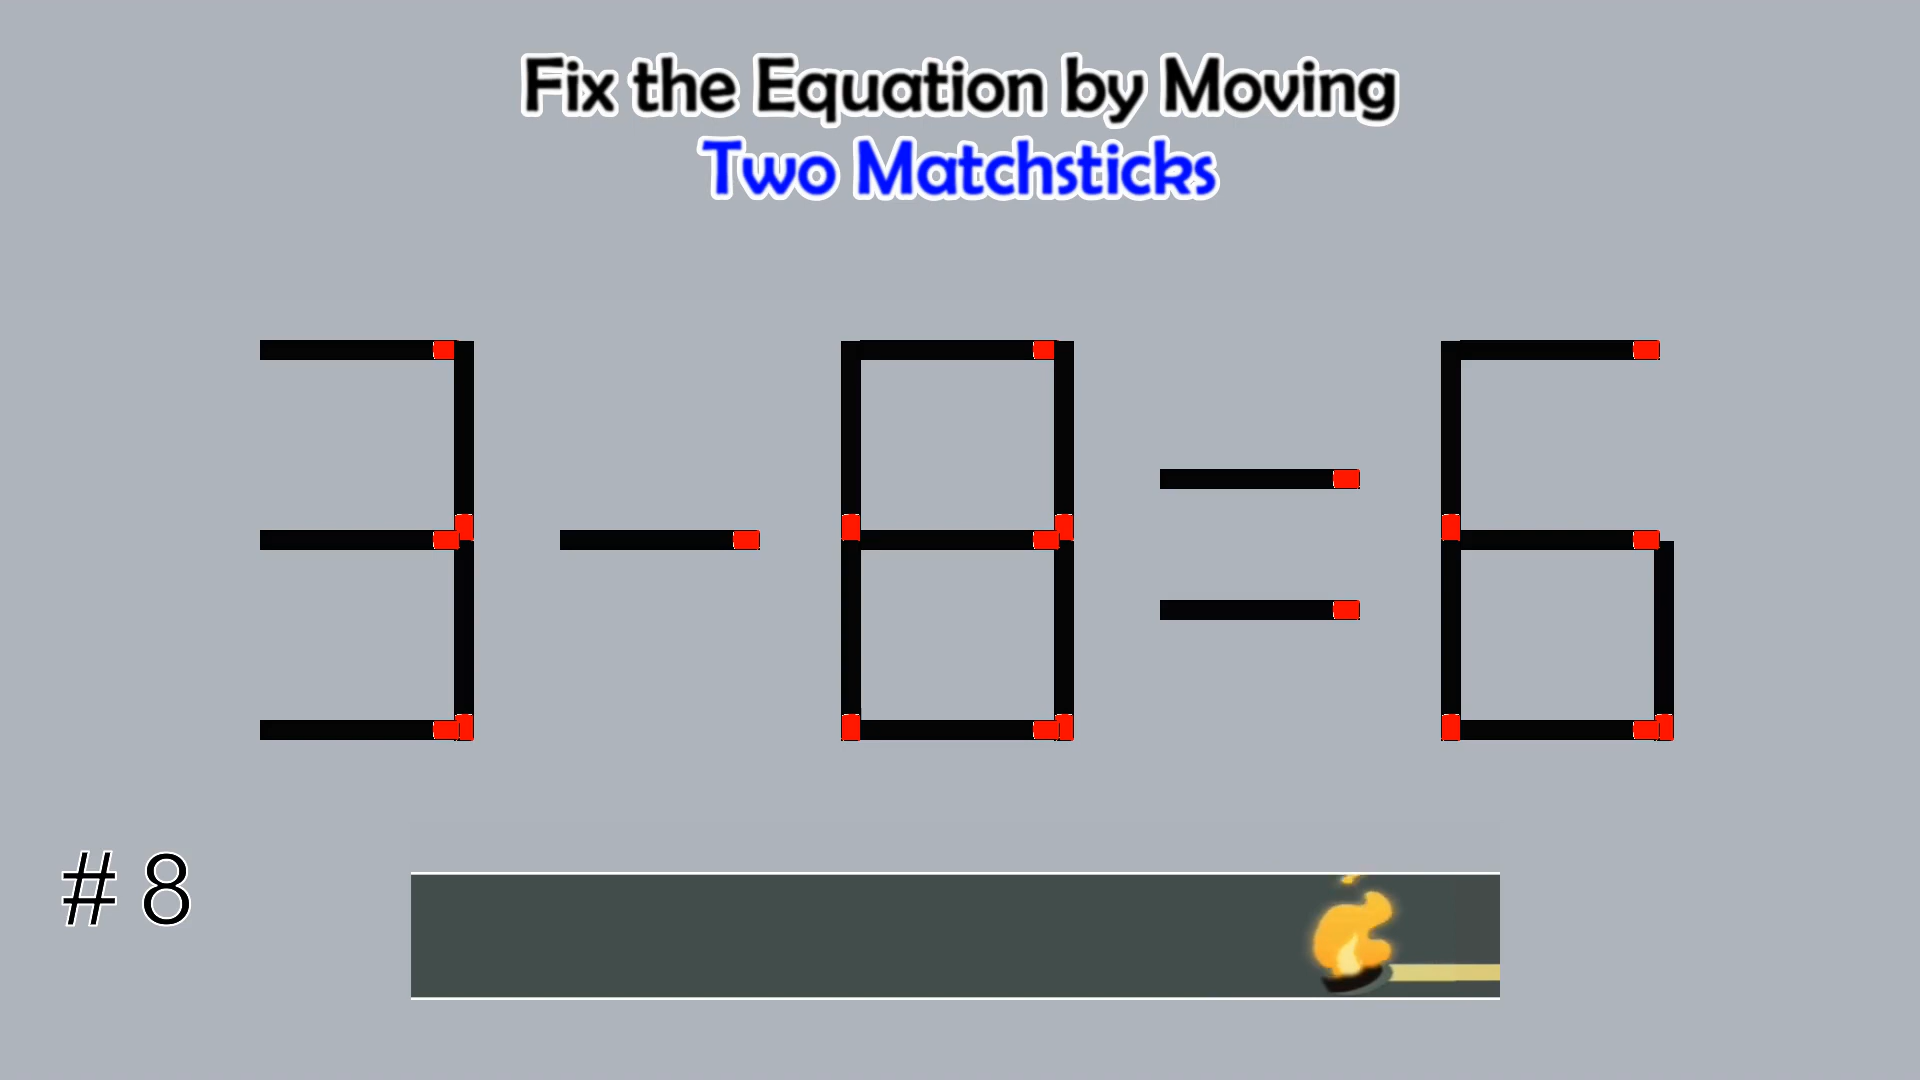 Fix the Equation by Moving
Two Matchsticks
3-8=6
# 8